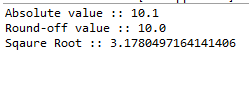 Absolute value :: 10.1
Round-off value :: 10.0
Sqaure Root :: 3.1780497164141406